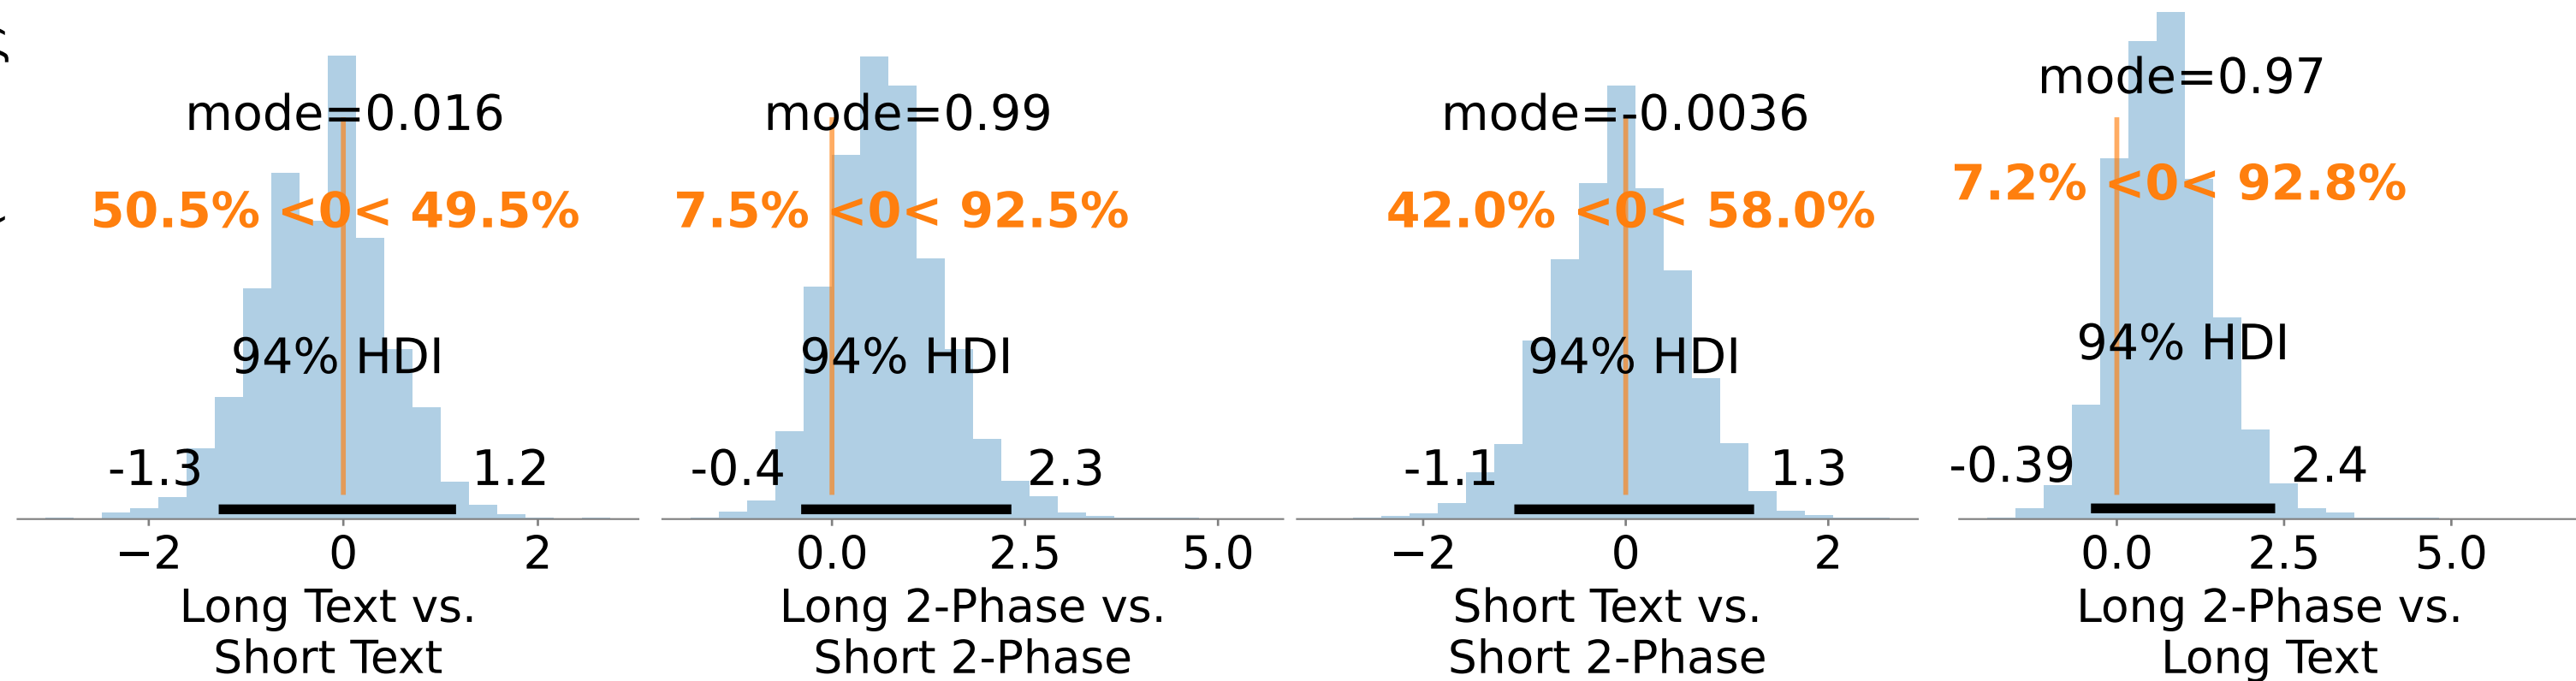 mode=0.016
50.5% <0< 49.5%
94% HDI
-1.3 1.2
−2 0 2
Long Text vs.
Short Text
mode=0.99
7.5% <0< 92.5%
94% HDI
-0.4 2.3
0.0 2.5 5.0
Long 2-Phase vs.
Short 2-Phase
mode=-0.0036
42.0% <0< 58.0%
94% HDI
-1.1 1.3
−2 0 2
Short Text vs.
Short 2-Phase
mode=0.97
7.2% <0< 92.8%
94% HDI
-0.39 2.4
0.0 2.5 5.0
Long 2-Phase vs.
Long Text